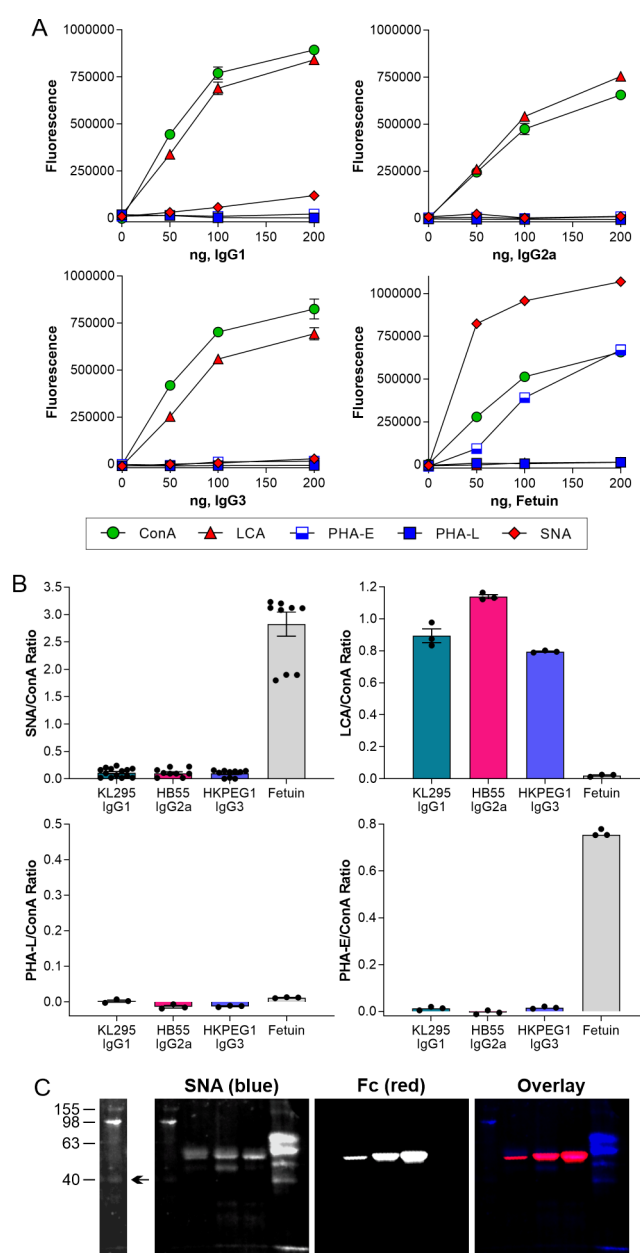 A
Fluorescence
1000000
750000
500000
250000
0
0 50 100 150 200
ng, IgG1
Fluorescence
1000000
750000
500000
250000
0
0 50 100 150 200
ng, IgG2a
Fluorescence
1000000
750000
500000
250000
0
0 50 100 150 200
ng, IgG3
Fluorescence
1000000
750000
500000
250000
0
0 50 100 150 200
ng, Fetuin
ConA LCA PHA-E PHA-L SNA
B
SNA/ConA Ratio
3.5
3.0
2.5
2.0
1.5
1.0
0.5
0.0
KL295 HB55 HKPEG1 Fetuin
IgG1 IgG2a IgG3
LCA/ConA Ratio
1.2
1.0
0.8
0.6
0.4
0.2
0.0
KL295 HB55 HKPEG1 Fetuin
IgG1 IgG2a IgG3
PHA-L/ConA Ratio
0.5
0.4
0.3
0.2
0.1
0.0
KL295 HB55 HKPEG1 Fetuin
IgG1 IgG2a IgG3
PHA-E/ConA Ratio
0.8
0.6
0.4
0.2
0.0
KL295 HB55 HKPEG1 Fetuin
IgG1 IgG2a IgG3
C
SNA (blue) Fc (red) Overlay
155
98
63
40